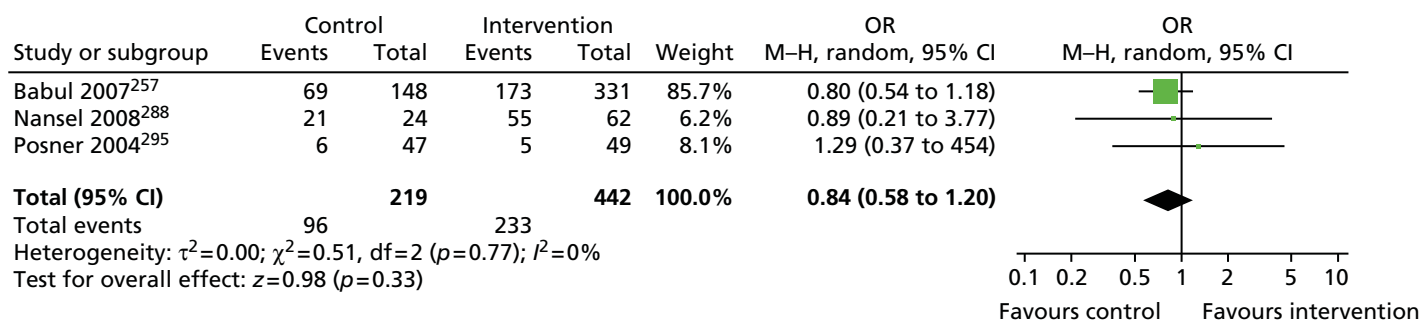 Control Intervention OR OR
Study or subgroup Events Total Events Total Weight M–H, random, 95% CI M–H, random, 95% CI
Babul 2007257 69 148 173 331 85.7% 0.80 (0.54 to 1.18)
Nansel 2008288 21 24 55 62 6.2% 0.89 (0.21 to 3.77)
Posner 2004295 6 47 5 49 8.1% 1.29 (0.37 to 454)
Total (95% CI) 219 442 100.0% 0.84 (0.58 to 1.20)
Total events 96 233
Heterogeneity: τ2=0.00; χ2=0.51, df=2 (p=0.77); I2=0%
Test for overall effect: z=0.98 (p=0.33)
0.1 0.2 0.5 1 2 5 10
Favours control Favours intervention